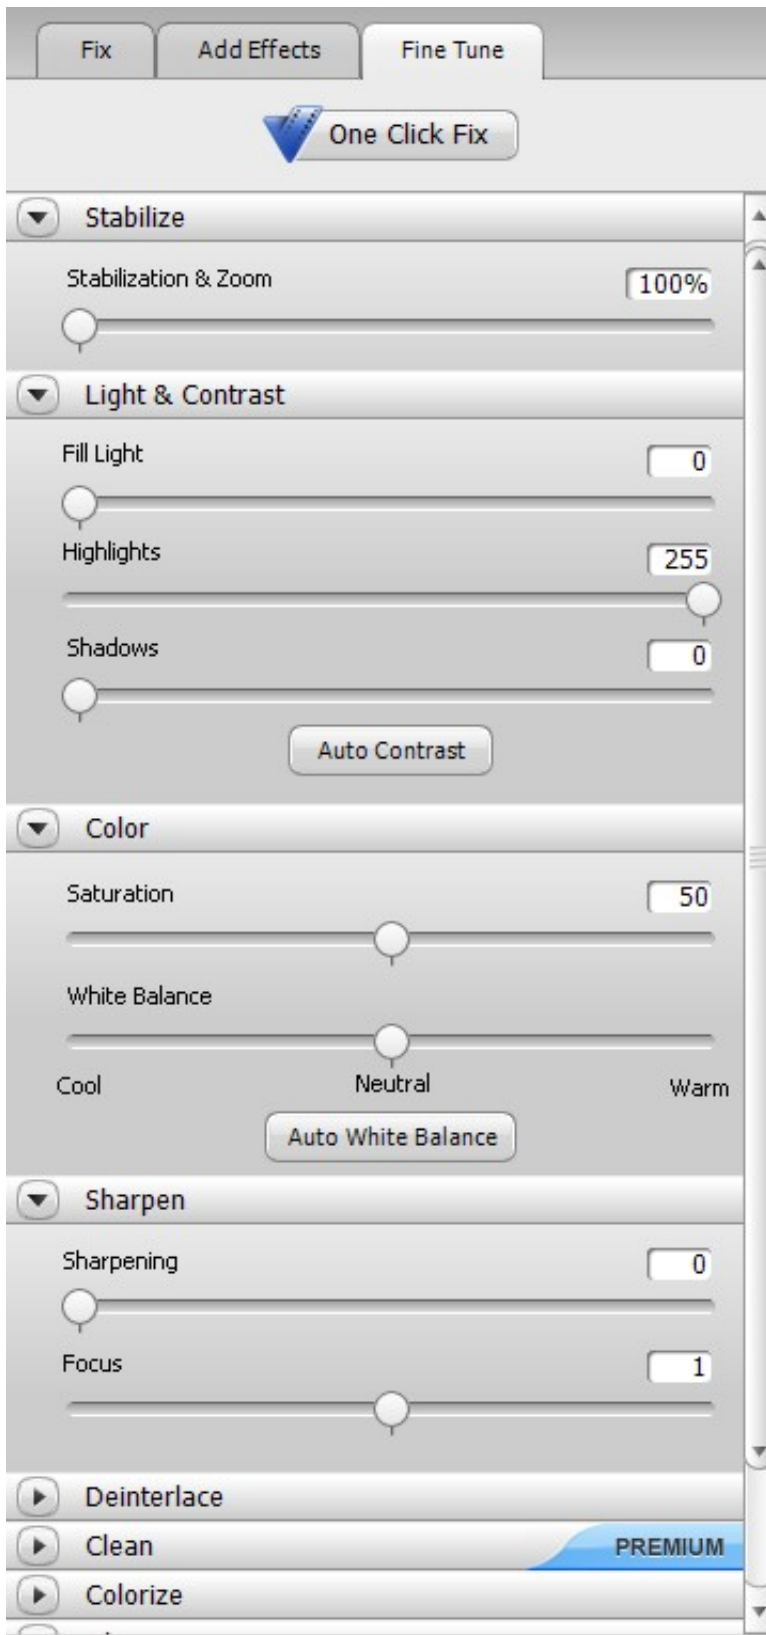 Fix Add Effects Fine Tune
One Click Fix
Stabilize
Stabilization & Zoom 100%
Light & Contrast
Fill Light 0
Highlights 255
Shadows 0
Auto Contrast
Color
Saturation 50
White Balance
Cool Neutral Warm
Auto White Balance
Sharpen
Sharpening 0
Focus 1
Deinterlace
Clean PREMIUM
Colorize